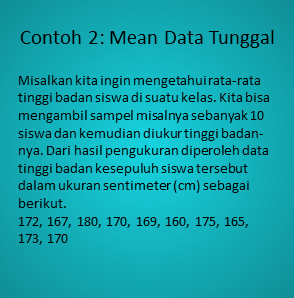 Contoh 2: Mean Data Tunggal
Misalkan kita ingin mengetahui rata-rata
tinggi badan siswa di suatu kelas. Kita bisa
mengambil sampel misalnya sebanyak 10
siswa dan kemudian diukur tinggi badan-
nya. Dari hasil pengukuran diperoleh data
tinggi badan kesepuluh siswa tersebut
dalam ukuran sentimeter (cm) sebagai
berikut.
172, 167, 180, 170, 169, 160, 175, 165,
173, 170